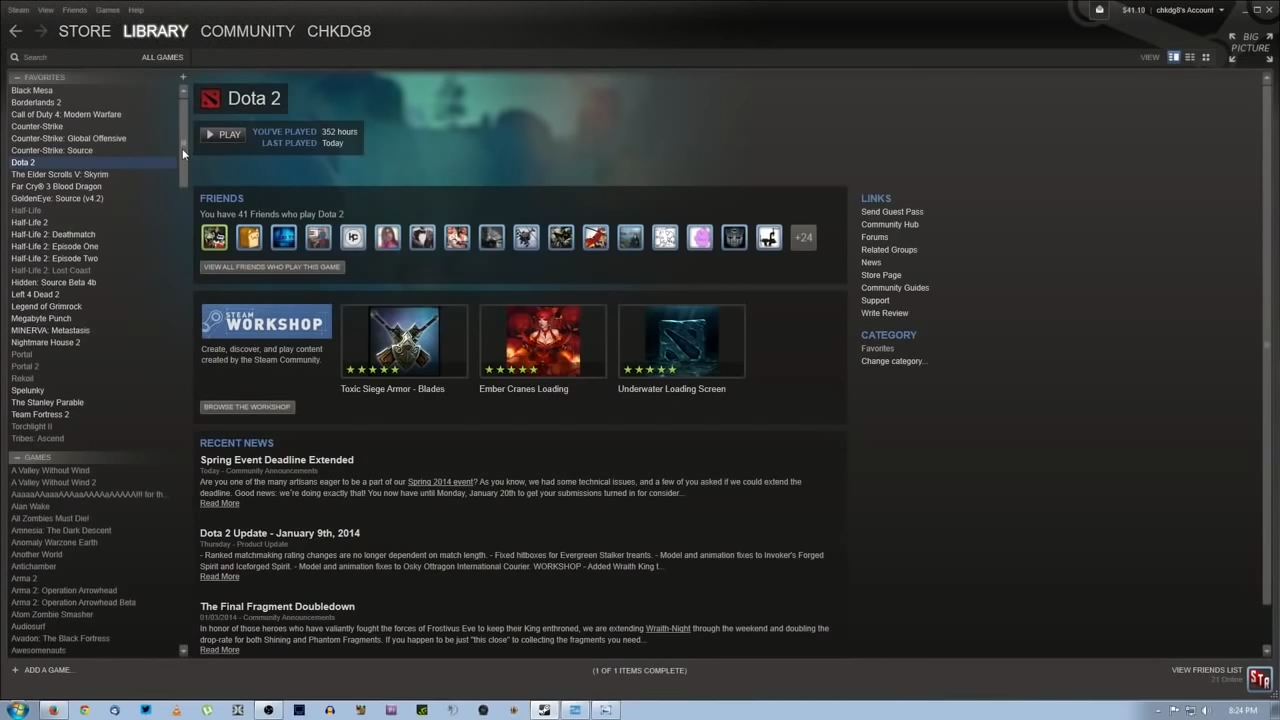 Steam View Friends Games Help
$41.10 chkdg8's Account
STORE LIBRARY COMMUNITY CHKDG8
BIG PICTURE
Search ALL GAMES
VIEW
— FAVORITES +
Black Mesa
Borderlands 2
Call of Duty 4: Modern Warfare
Counter-Strike
Counter-Strike: Global Offensive
Counter-Strike: Source
Dota 2
The Elder Scrolls V: Skyrim
Far Cry® 3 Blood Dragon
GoldenEye: Source (v4.2)
Half-Life
Half-Life 2
Half-Life 2: Deathmatch
Half-Life 2: Episode One
Half-Life 2: Episode Two
Half-Life 2: Lost Coast
Hidden: Source Beta 4b
Left 4 Dead 2
Legend of Grimrock
Megabyte Punch
MINERVA: Metastasis
Nightmare House 2
Portal
Portal 2
Rekoil
Spelunky
The Stanley Parable
Team Fortress 2
Torchlight II
Tribes: Ascend
— GAMES
A Valley Without Wind
A Valley Without Wind 2
Alan Wake
All Zombies Must Die!
Amnesia: The Dark Descent
Anomaly Warzone Earth
Another World
Antichamber
Arma 2
Arma 2: Operation Arrowhead
Arma 2: Operation Arrowhead Beta
Atom Zombie Smasher
Audiosurf
Avadon: The Black Fortress
Awesomenauts
+ ADD A GAME...
Dota 2
PLAY
YOU'VE PLAYED 352 hours
LAST PLAYED Today
FRIENDS
You have 41 Friends who play Dota 2
+24
VIEW ALL FRIENDS WHO PLAY THIS GAME
STEAM WORKSHOP
Create, discover, and play content
created by the Steam Community.
BROWSE THE WORKSHOP
Toxic Siege Armor - Blades
Ember Cranes Loading
Underwater Loading Screen
RECENT NEWS
Spring Event Deadline Extended
Today - Community Announcements
Are you one of the many artisans eager to be a part of our Spring 2014 event? As you know, we had some technical issues, and a few of you asked if we could extend the
deadline. Good news: we're doing exactly that! You now have until Monday, January 20th to get your submissions turned in for consider...
Read More
Dota 2 Update - January 9th, 2014
Thursday - Product Update
- Ranked matchmaking rating changes are no longer dependent on match length. - Fixed hitboxes for Evergreen Stalker treants. - Model and animation fixes to Invoker's Forged
Spirit and Iceforged Spirit. - Model and animation fixes to Osky Ottragon International Courier. WORKSHOP - Added Wraith King t...
Read More
The Final Fragment Doubledown
01/03/2014 - Community Announcements
In honor of those heroes who have valiantly fought the forces of Frostivus Eve to keep their King enthroned, we are extending Wraith-Night through the weekend and doubling the
drop-rate for both Shining and Phantom Fragments. If you happen to be just "this close" to collecting the fragments you need...
Read More
LINKS
Send Guest Pass
Community Hub
Forums
Related Groups
News
Store Page
Community Guides
Support
Write Review
CATEGORY
Favorites
Change category...
(1 OF 1 ITEMS COMPLETE)
VIEW FRIENDS LIST
21 Online
STR
8:24 PM